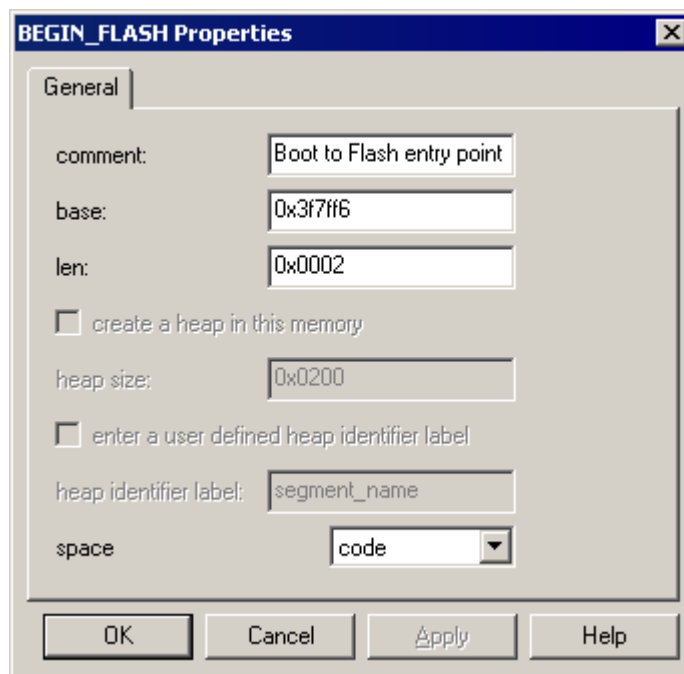 BEGIN_FLASH Properties
General
comment: Boot to Flash entry point
base: 0x3f7ff6
len: 0x0002
create a heap in this memory
heap size: 0x0200
enter a user defined heap identifier label
heap identifier label: segment_name
space code
OK Cancel Apply Help